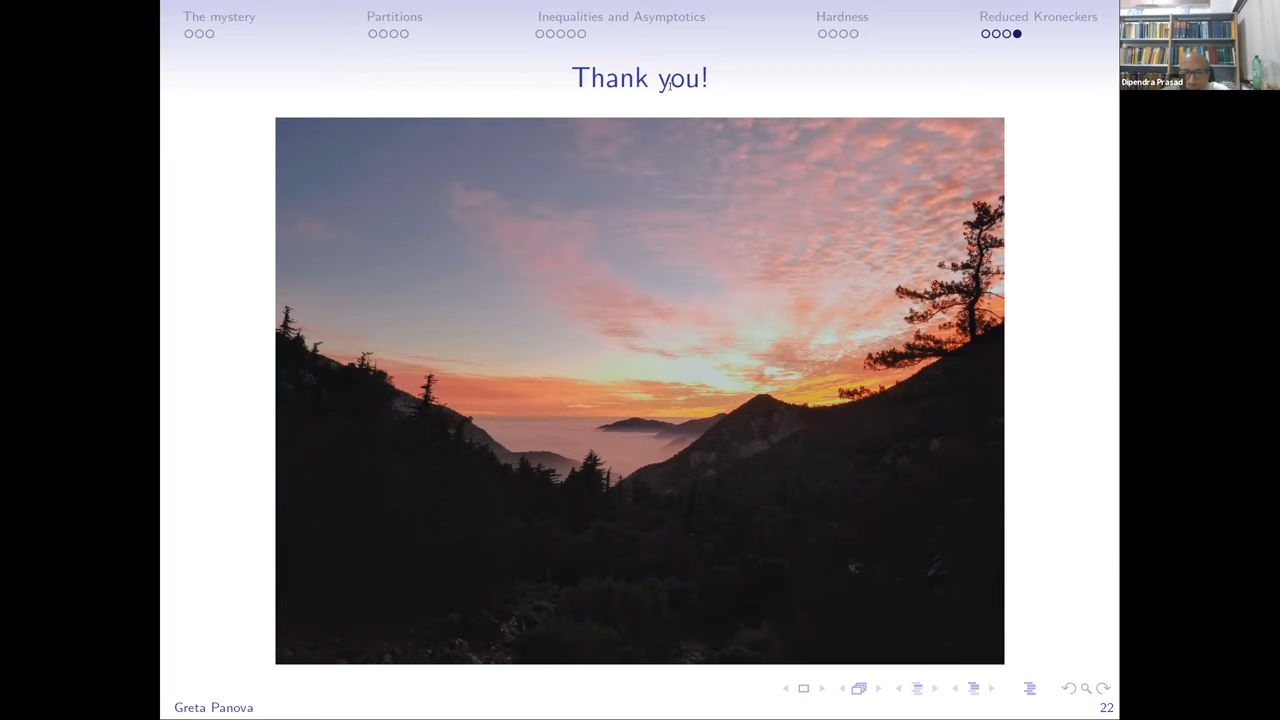 The mystery Partitions Inequalities and Asymptotics Hardness Reduced Kroneckers
Thank you!
Dipendra Prasad
Greta Panova 22